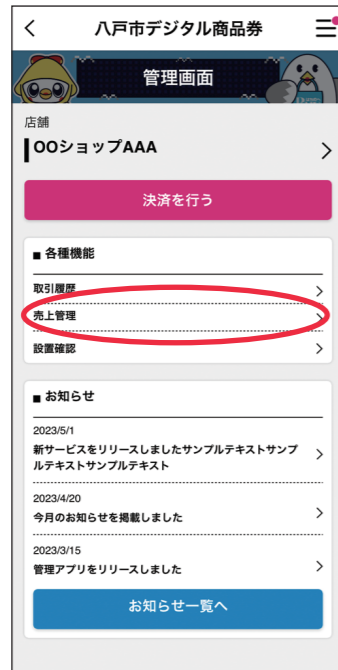 八戸市デジタル商品券
管理画面
店舗
OOショップAAA
決済を行う
■ 各種機能
取引履歴
売上管理
設置確認
■ お知らせ
2023/5/1
新サービスをリリースしましたサンプルテキストサンプ
ルテキストサンプルテキスト
2023/4/20
今月のお知らせを掲載しました
2023/3/15
管理アプリをリリースしました
お知らせ一覧へ